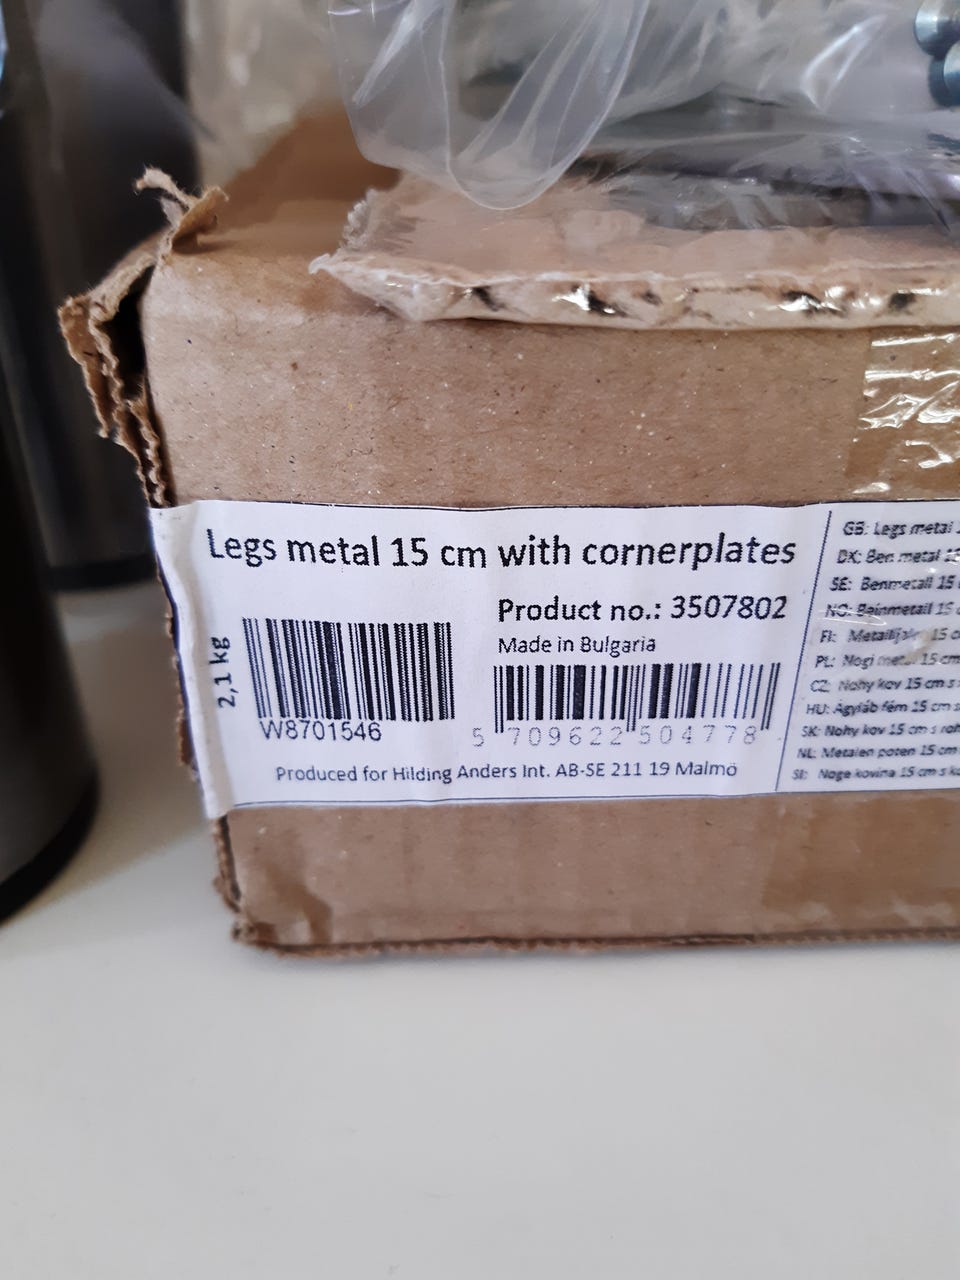 Legs metal 15 cm with cornerplates
Product no.: 3507802
Made in Bulgaria
2,1 kg
W8701546
5 709622 504778
Produced for Hilding Anders Int. AB-SE 211 19 Malmö
GB: Legs metal
DK: Ben metal
SE: Benmetall 15
NO: Beinmetall 15
FI: 15
PL: Nogi 15 cm
CZ: Nohy kov 15 cm s
HU: Ágyláb fém 15 cm
SK: Nohy kov 15 cm s
NL: Metalen poten 15 cm
SI: Noge kovina 15 cm s